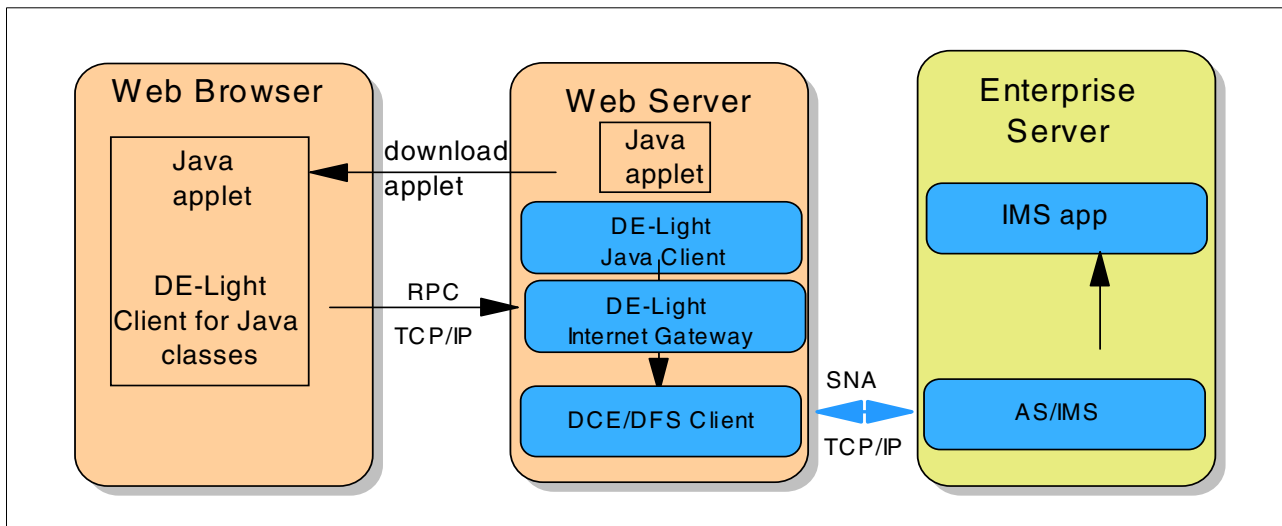 Web Browser
Java
applet
DE-Light
Client for Java
classes
download
applet
RPC
TCP/IP
Web Server
Java
applet
DE-Light
Java Client
DE-Light
Internet Gateway
DCE/DFS Client
SNA
TCP/IP
Enterprise
Server
IMS app
AS/IMS